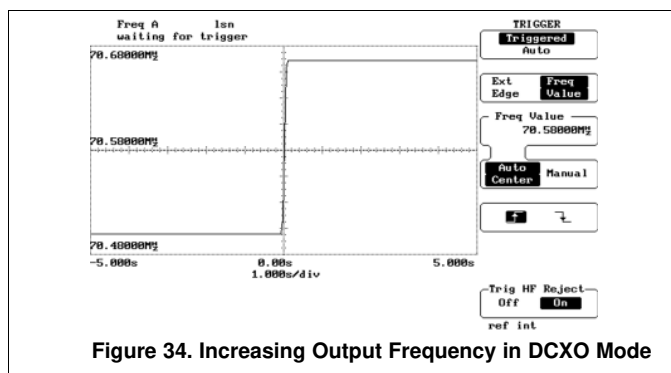 Freq A 1sn
waiting for trigger
70.68000MHz
70.58000MHz
70.48000MHz
-5.000s 0.00s 5.000s
1.000s/div
TRIGGER
Triggered
Auto
Ext Freq
Edge Value
Freq Value
70.58000MHz
Auto
Center Manual
Trig HF Reject
Off On
ref int
Figure 34. Increasing Output Frequency in DCXO Mode